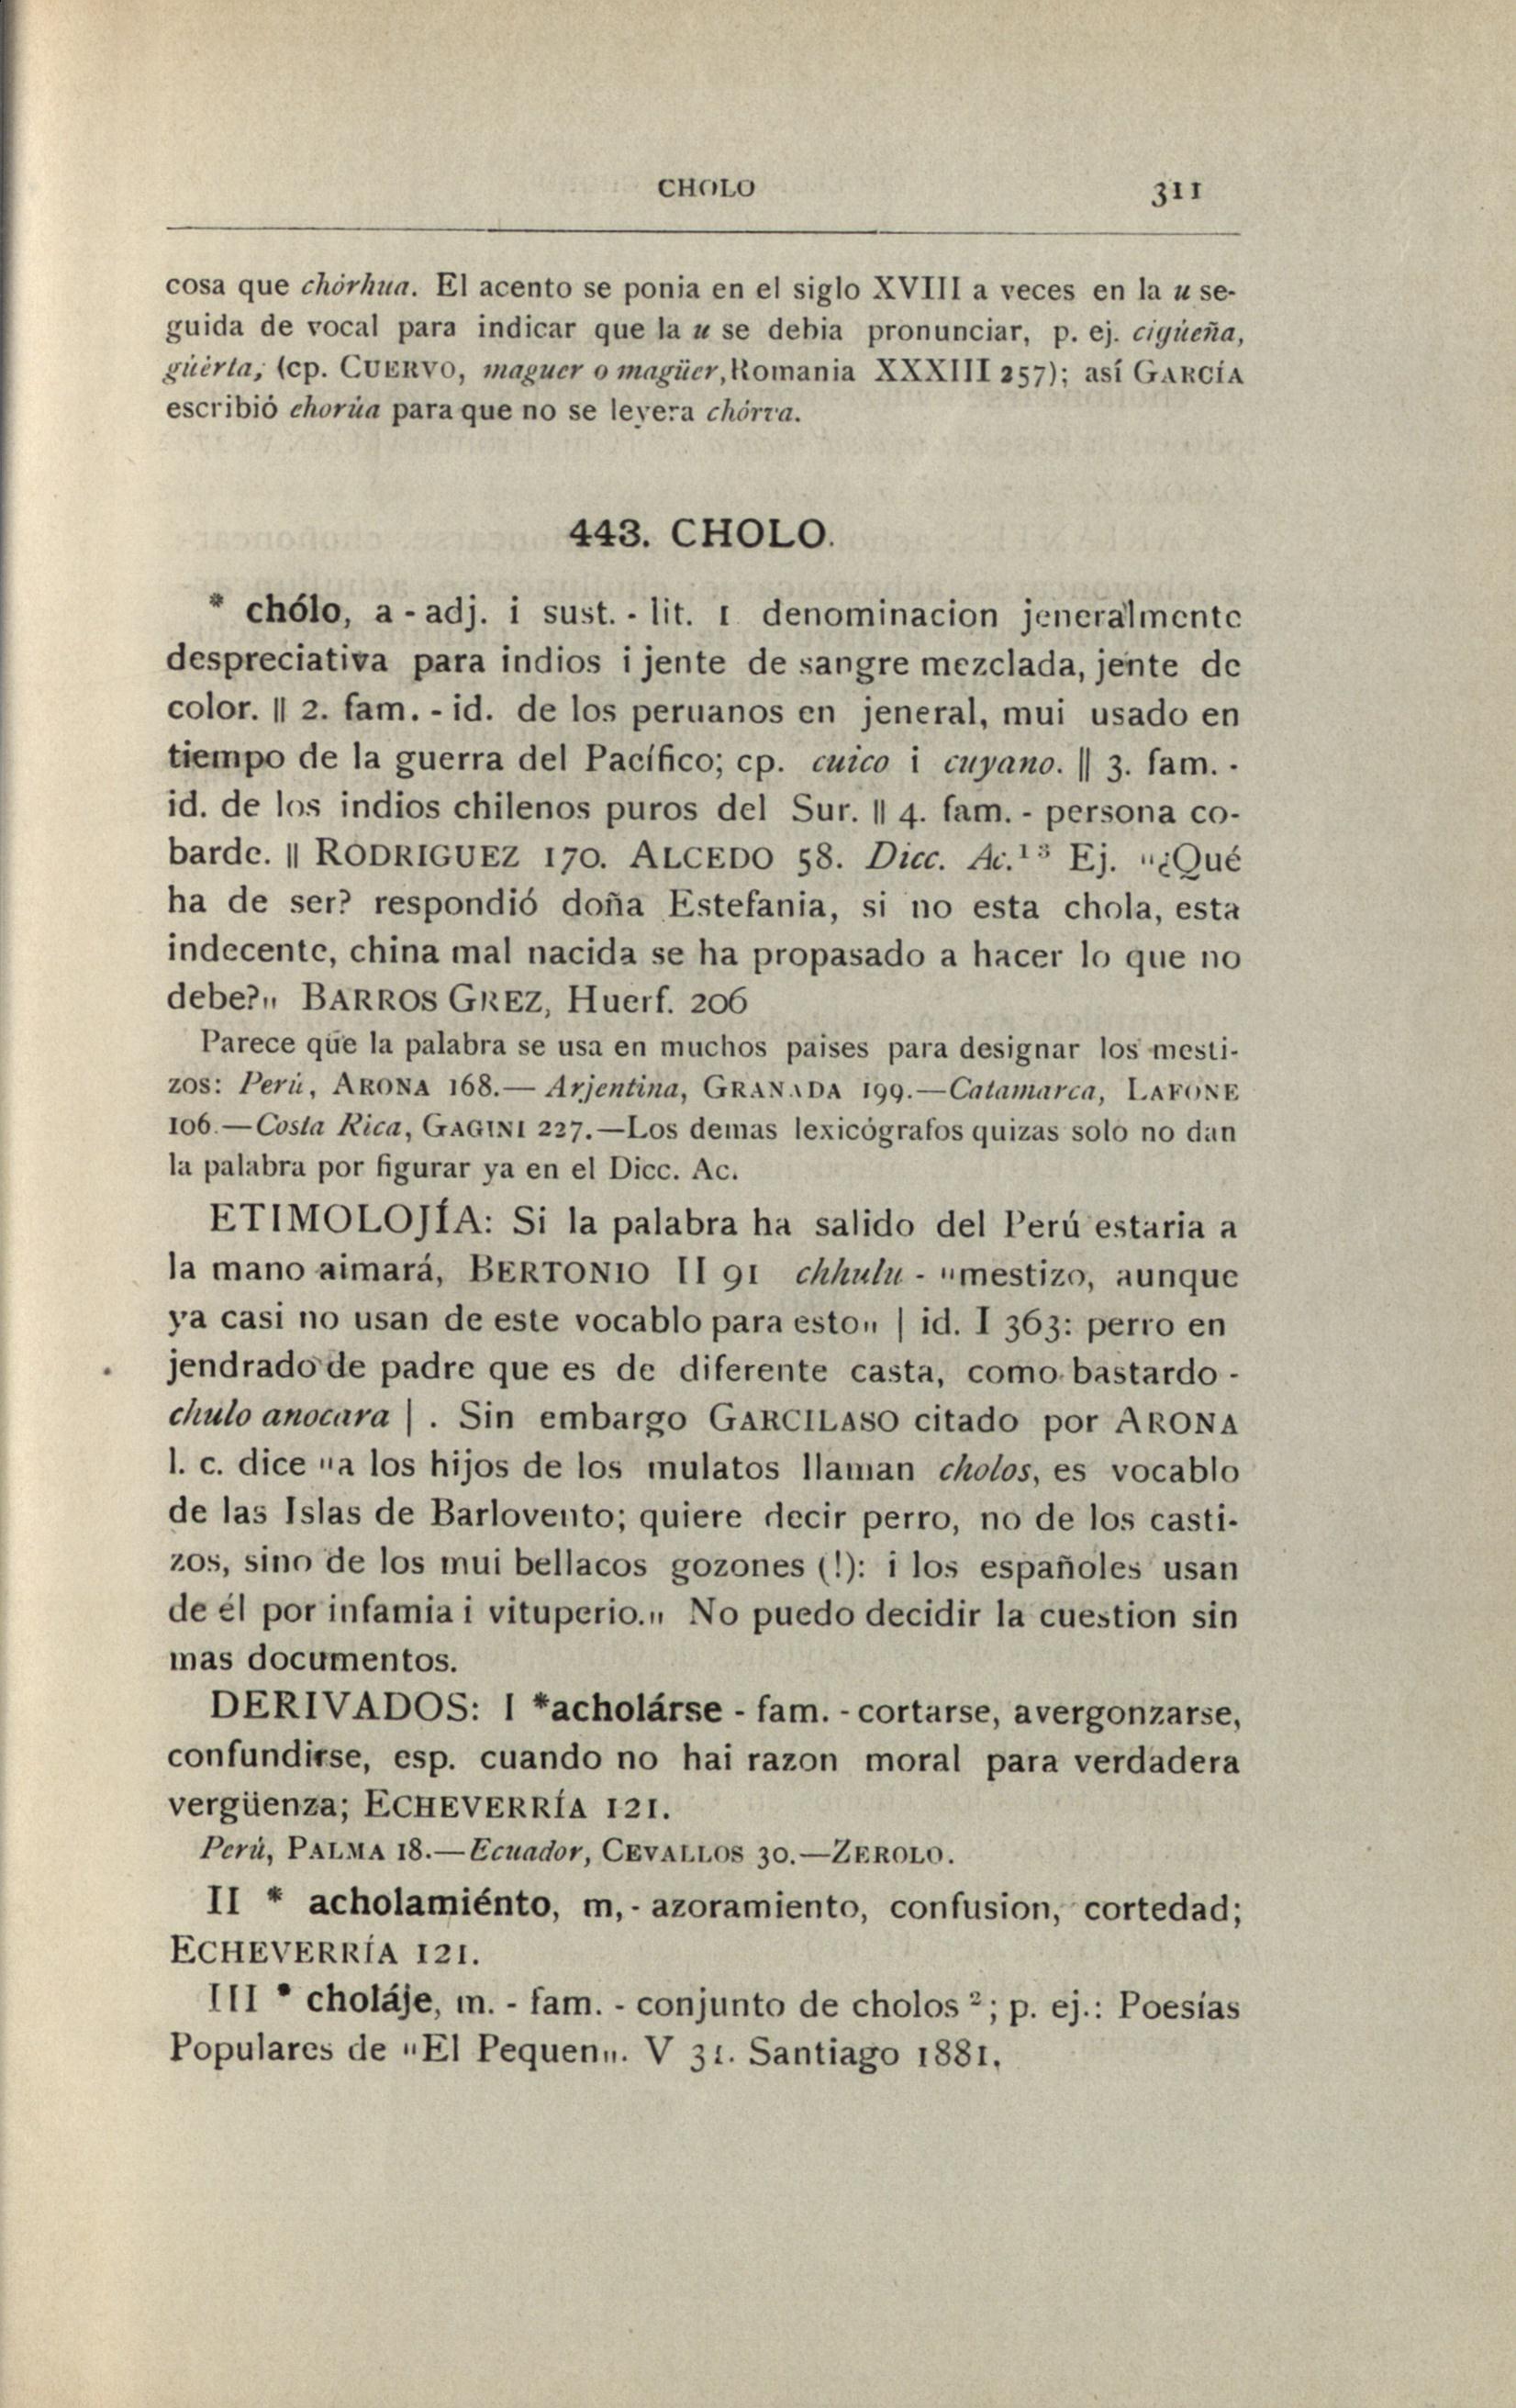 CHOLO 311
cosa que chórhua. El acento se ponia en el siglo XVIII a veces en la u se-
guida de vocal para indicar que la u se debia pronunciar, p. ej. cigúeña,
gúérta; (cp. CUERVO, maguer o magüer, Romania XXXIII 257); así GARCÍA
escribió chorúa para que no se leyera chórva.
443. CHOLO.
* chólo, a - adj. i sust. - lit. 1 denominacion jeneralmente
despreciativa para indios i jente de sangre mezclada, jente de
color. || 2. fam. - id. de los peruanos en jeneral, mui usado en
tiempo de la guerra del Pacífico; cp. cuico i cuyano. || 3. fam. -
id. de los indios chilenos puros del Sur. || 4. fam. - persona co-
barde. || RODRIGUEZ 170. ALCEDO 58. Dicc. Ac.¹³ Ej. "¿Qué
ha de ser? respondió doña Estefania, si no esta chola, esta
indecente, china mal nacida se ha propasado a hacer lo que no
debe?" BARROS GREZ, Huerf. 206
Parece que la palabra se usa en muchos paises para designar los mesti-
zos: Perú, ARONA 168.—Arjentina, GRANADA 199.—Catamarca, LAFONE
106.—Costa Rica, GAGINI 227.—Los demas lexicógrafos quizas solo no dan
la palabra por figurar ya en el Dicc. Ac.
ETIMOLOJÍA: Si la palabra ha salido del Perú estaria a
la mano aimará, BERTONIO II 91 chhulu - "mestizo, aunque
ya casi no usan de este vocablo para esto" | id. I 363: perro en
jendrado de padre que es de diferente casta, como bastardo -
chulo anocara | . Sin embargo GARCILASO citado por ARONA
l. c. dice "a los hijos de los mulatos llaman cholos, es vocablo
de las Islas de Barlovento; quiere decir perro, no de los casti-
zos, sino de los mui bellacos gozones (!): i los españoles usan
de él por infamia i vituperio." No puedo decidir la cuestion sin
mas documentos.
DERIVADOS: I *acholárse - fam. - cortarse, avergonzarse,
confundirse, esp. cuando no hai razon moral para verdadera
vergüenza; ECHEVERRÍA 121.
Perú, PALMA 18.—Ecuador, CEVALLOS 30.—ZEROLO.
II * acholamiénto, m, - azoramiento, confusion, cortedad;
ECHEVERRÍA 121.
III * choláje, m. - fam. - conjunto de cholos ²; p. ej.: Poesías
Populares de "El Pequen". V 31. Santiago 1881.